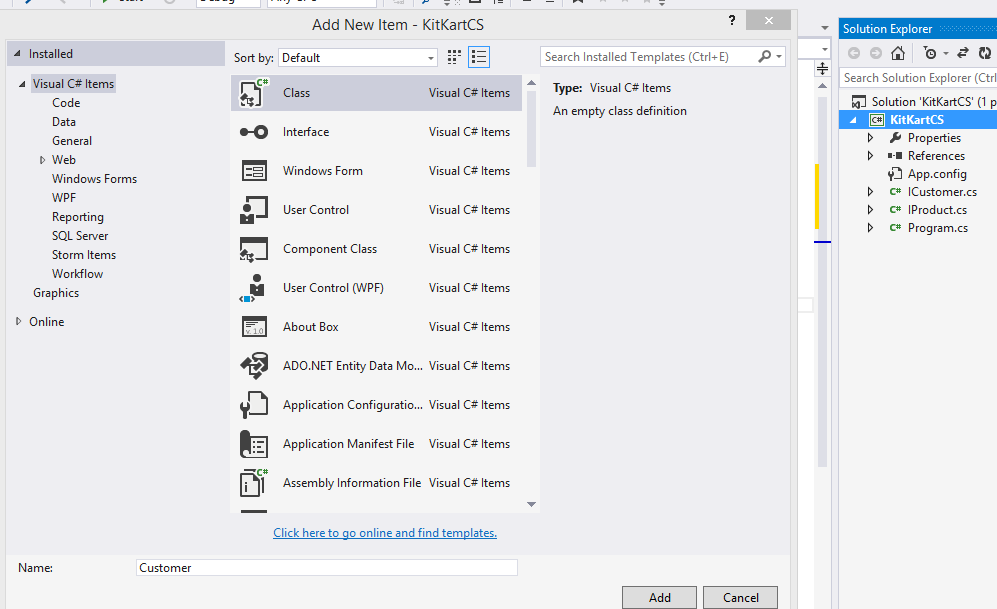 Add New Item - KitKartCS
?
Installed
Visual C# Items
Code
Data
General
Web
Windows Forms
WPF
Reporting
SQL Server
Storm Items
Workflow
Graphics
Online
Sort by: Default
Class Visual C# Items
Interface Visual C# Items
Windows Form Visual C# Items
User Control Visual C# Items
Component Class Visual C# Items
User Control (WPF) Visual C# Items
About Box Visual C# Items
ADO.NET Entity Data Mo... Visual C# Items
Application Configuratio... Visual C# Items
Application Manifest File Visual C# Items
Assembly Information File Visual C# Items
Click here to go online and find templates.
Search Installed Templates (Ctrl+E)
Type: Visual C# Items
An empty class definition
Name: Customer
Add Cancel
Solution Explorer
Search Solution Explorer (Ctrl
Solution 'KitKartCS' (1 p
C# KitKartCS
Properties
References
App.config
C# ICustomer.cs
C# IProduct.cs
C# Program.cs